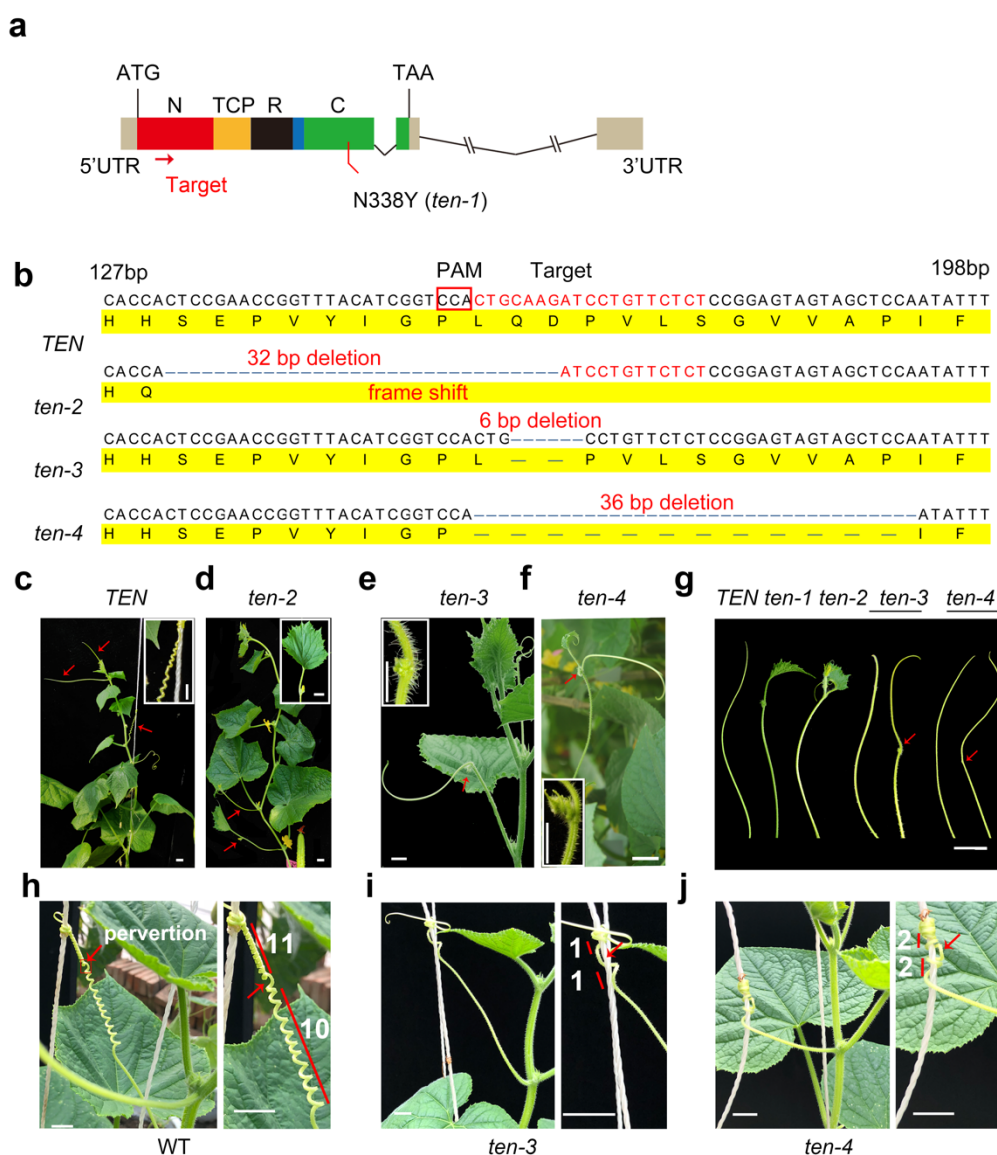 a
ATG TAA
N TCP R C
5'UTR 3'UTR
Target
N338Y (ten-1)
b
127bp PAM Target 198bp
CACCACTCCGAACCGGTTTACATCGGTCCACTGCAAGATCCTGTTCTCTCCGGAGTAGTAGCTCCAATATTT
H H S E P V Y I G P L Q D P V L S G V V A P I F
TEN
32 bp deletion
CACCA–––––––––––––––––––––––––––––––––ATCCTGTTCTCTCCGGAGTAGTAGCTCCAATATTT
H Q frame shift
ten-2
6 bp deletion
CACCACTCCGAACCGGTTTACATCGGTCCACTG––––––CCTGTTCTCTCCGGAGTAGTAGCTCCAATATTT
H H S E P V Y I G P L – – P V L S G V V A P I F
ten-3
36 bp deletion
CACCACTCCGAACCGGTTTACATCGGTCCA––––––––––––––––––––––––––––––––––––ATATTT
H H S E P V Y I G P – – – – – – – – – – – – I F
ten-4
c d e f g
TEN ten-2 ten-3 ten-4 TEN ten-1 ten-2 ten-3 ten-4
h i j
pervertion
11
10
1
1
2
2
WT ten-3 ten-4